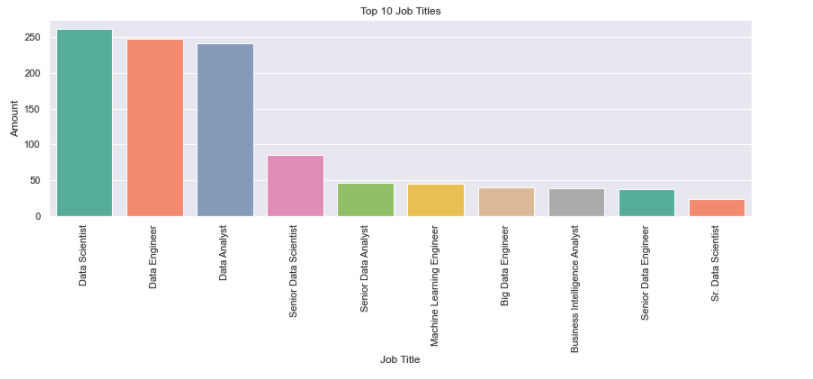 Top 10 Job Titles
Amount
250
200
150
100
50
0
Data Scientist
Data Engineer
Data Analyst
Senior Data Scientist
Senior Data Analyst
Machine Learning Engineer
Big Data Engineer
Business Intelligence Analyst
Senior Data Engineer
Sr. Data Scientist
Job Title